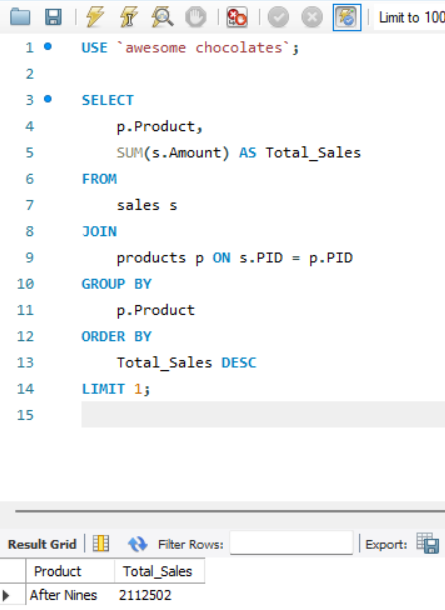 Limit to 100
1 USE `awesome chocolates`;
2
3 SELECT
4 p.Product,
5 SUM(s.Amount) AS Total_Sales
6 FROM
7 sales s
8 JOIN
9 products p ON s.PID = p.PID
10 GROUP BY
11 p.Product
12 ORDER BY
13 Total_Sales DESC
14 LIMIT 1;
15
Result Grid Filter Rows: Export:
Product Total_Sales
After Nines 2112502